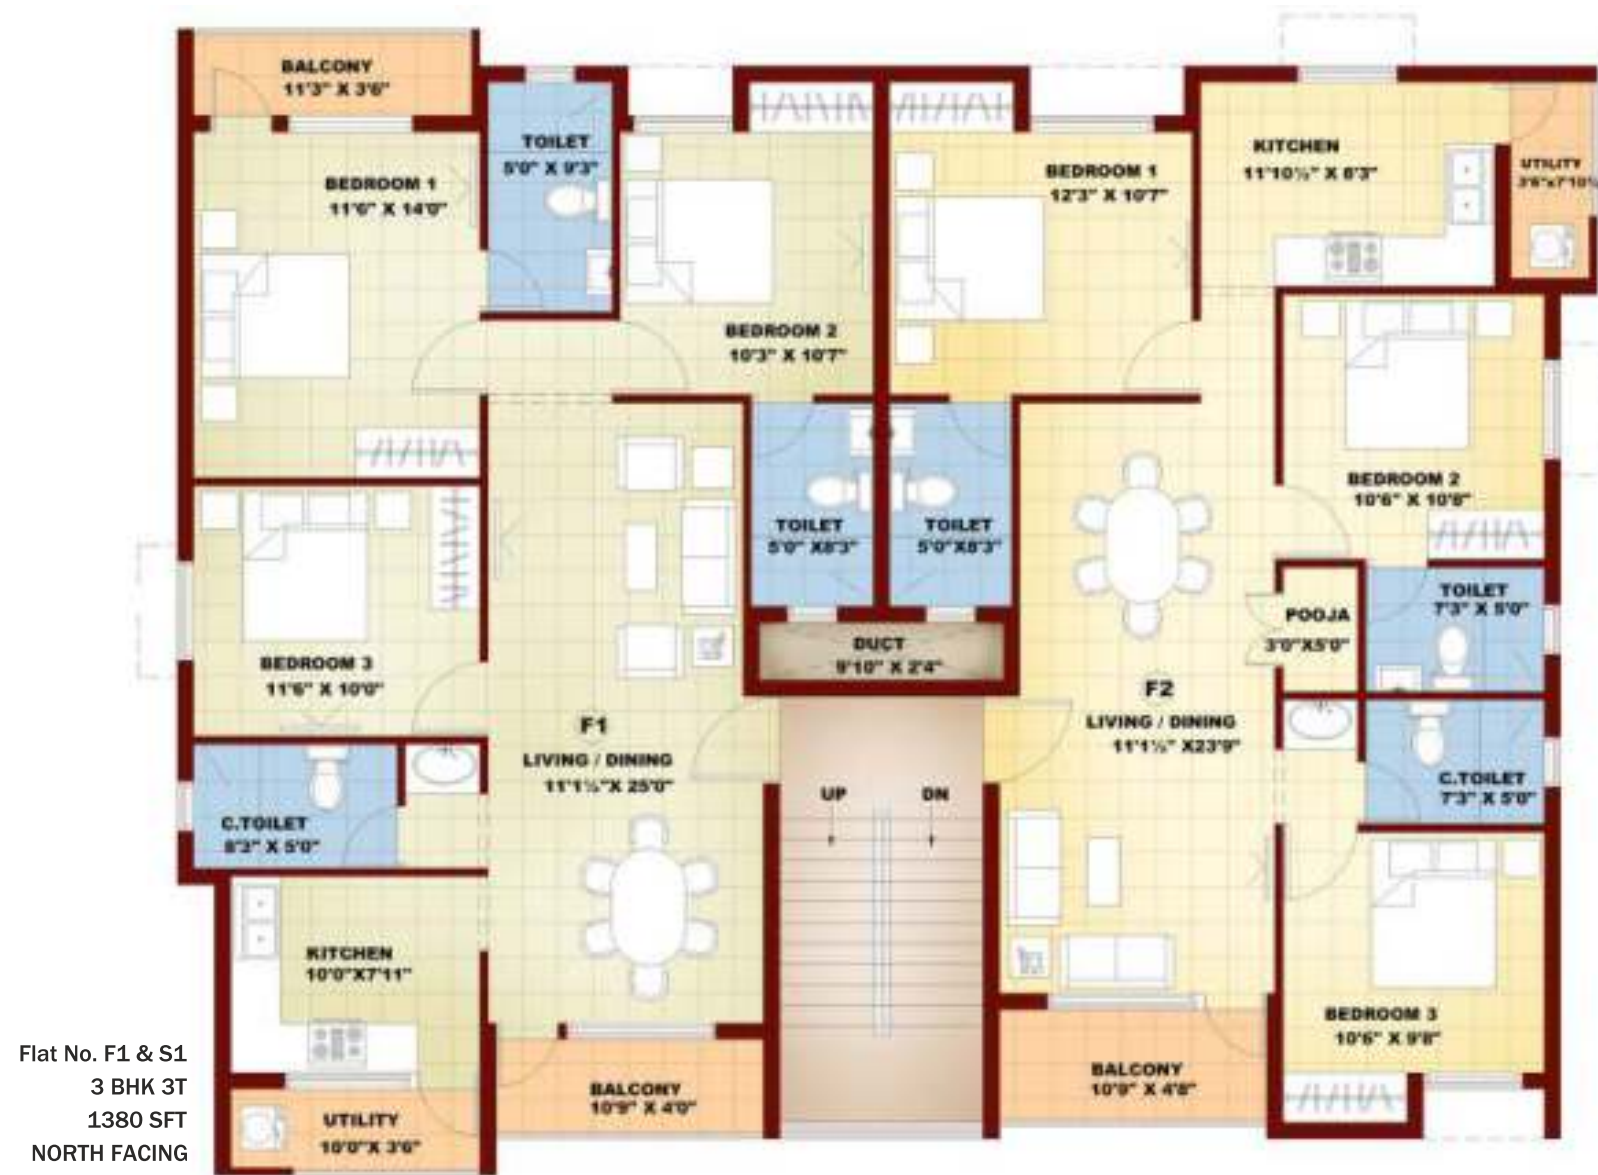 BALCONY
11'3" X 3'6"
TOILET
5'0" X 9'3"
BEDROOM 1
11'6" X 14'0"
BEDROOM 2
10'3" X 10'7"
BEDROOM 1
12'3" X 10'7"
KITCHEN
11'10½" X 8'3"
UTILITY
BEDROOM 2
10'6" X 10'8"
TOILET
5'0" X8'3"
TOILET
5'0"X8'3"
TOILET
7'3" X 5'0"
POOJA
3'0"X5'0"
DUCT
9'10" X 2'4"
BEDROOM 3
11'6" X 10'0"
F1
LIVING / DINING
11'1½"X 25'0"
F2
LIVING / DINING
11'1½" X23'9"
UP
DN
C.TOILET
7'3" X 5'0"
C.TOILET
8'3" X 5'0"
KITCHEN
10'0"X7'11"
BEDROOM 3
10'6" X 9'8"
BALCONY
10'9" X 4'0"
BALCONY
10'9" X 4'8"
UTILITY
10'0"X 3'6"
Flat No. F1 & S1
3 BHK 3T
1380 SFT
NORTH FACING